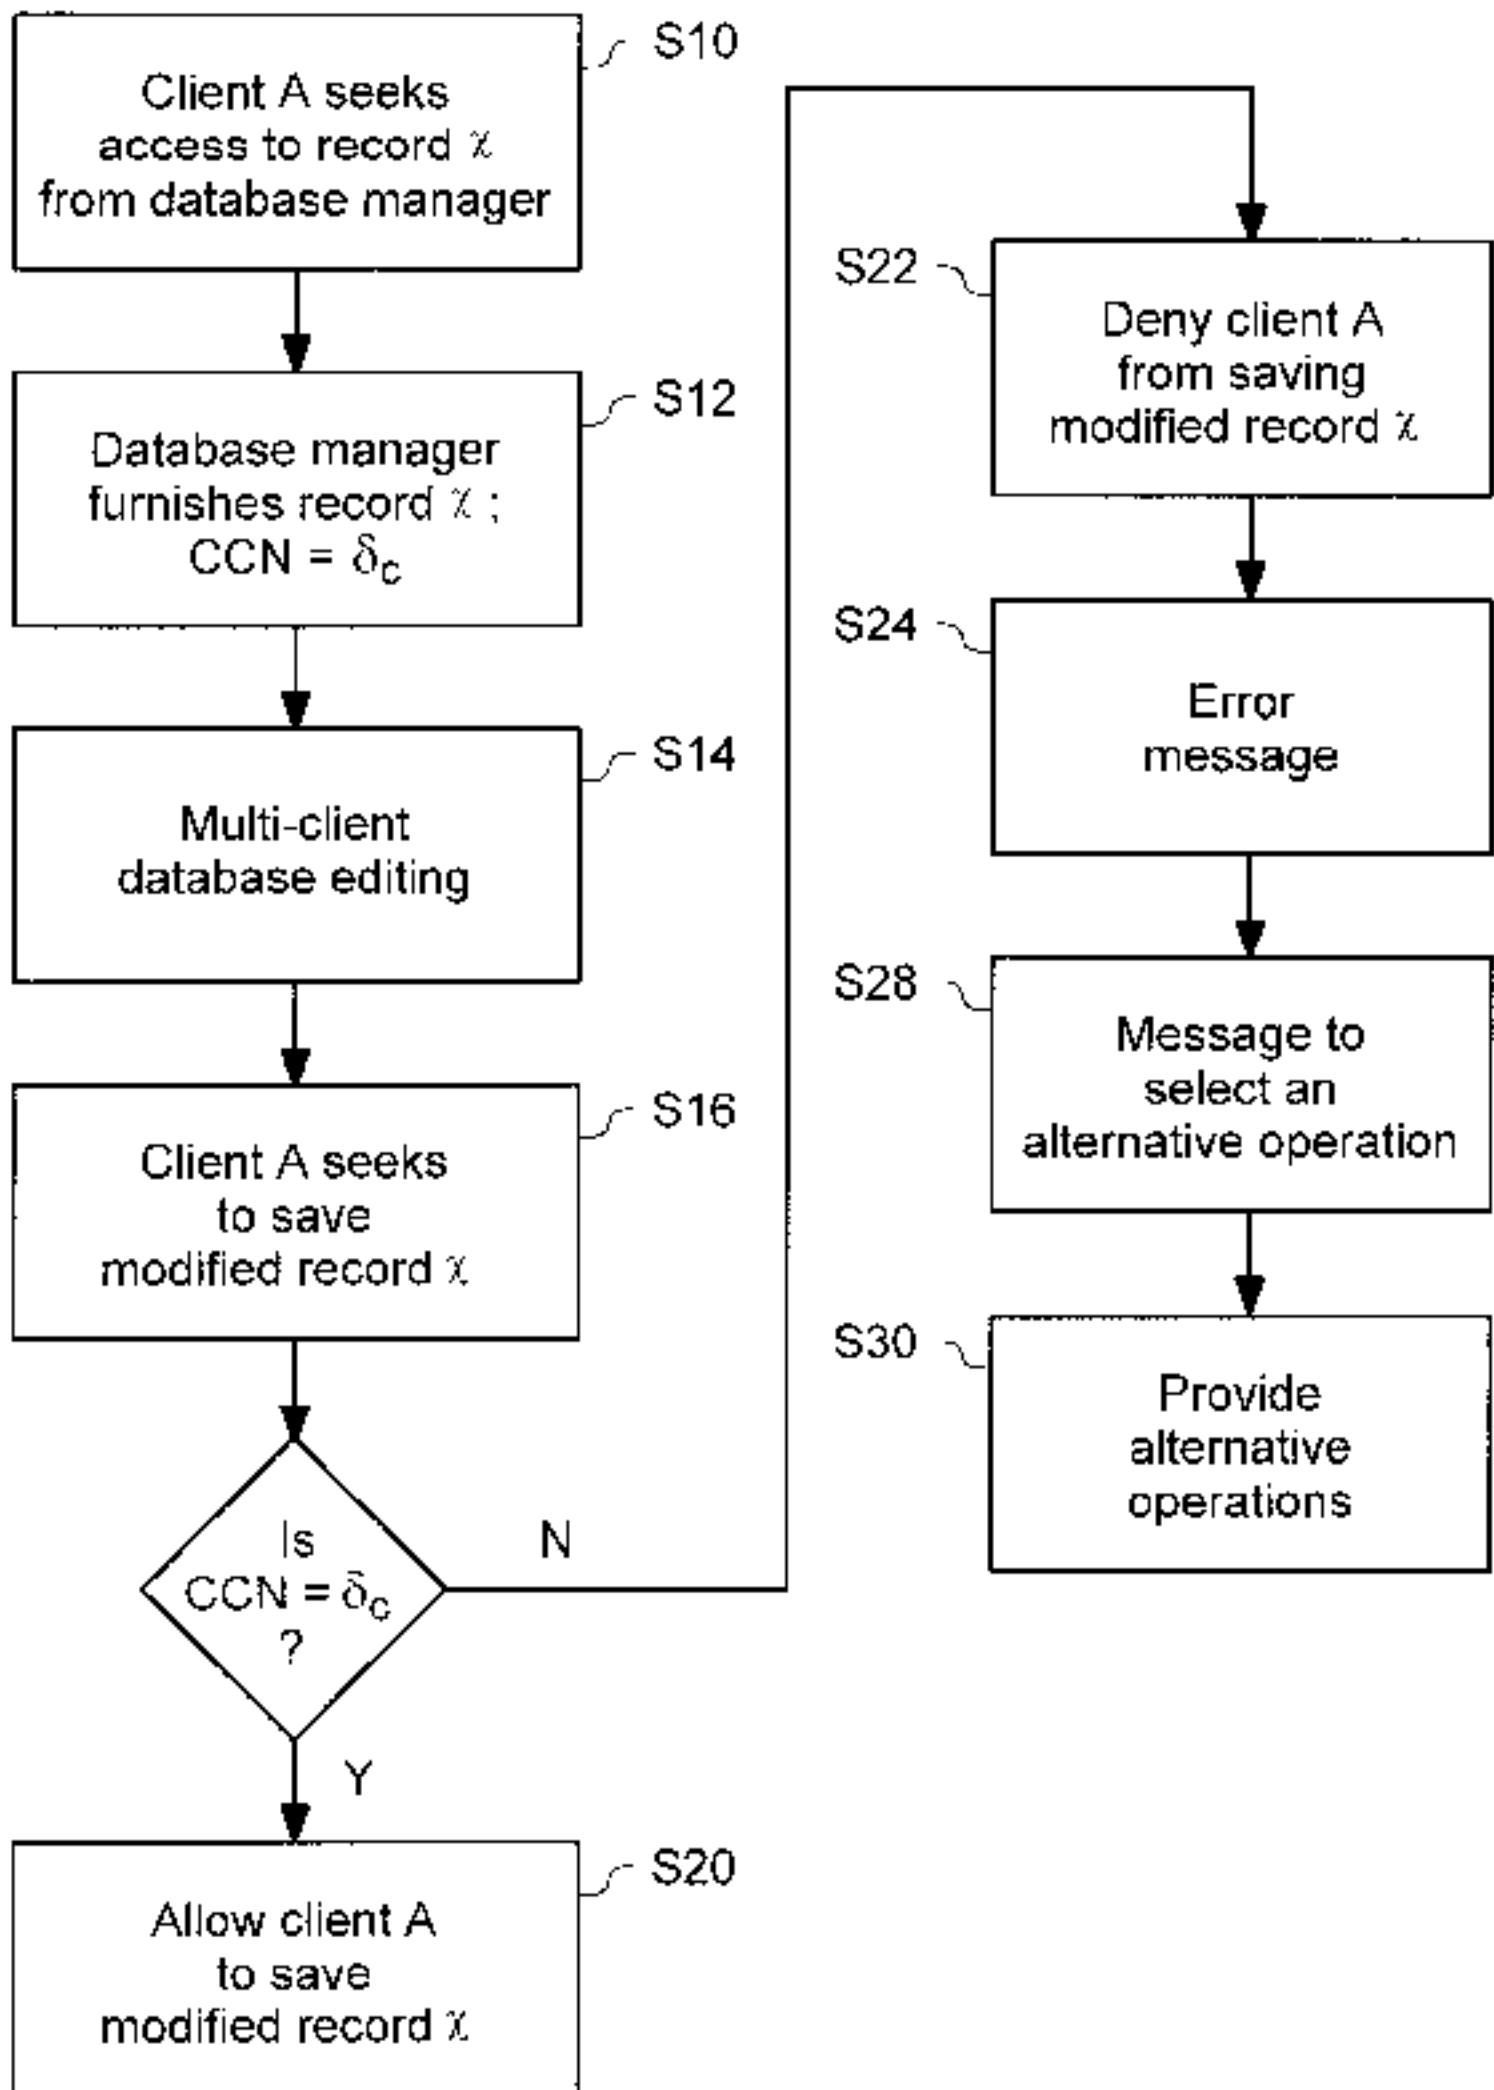 S10
Client A seeks
access to record χ
from database manager
S12
Database manager
furnishes record χ ;
CCN = δc
S14
Multi-client
database editing
S16
Client A seeks
to save
modified record χ
Is
CCN = δc
?
N
Y
S20
Allow client A
to save
modified record χ
S22
Deny client A
from saving
modified record χ
S24
Error
message
S28
Message to
select an
alternative operation
S30
Provide
alternative
operations